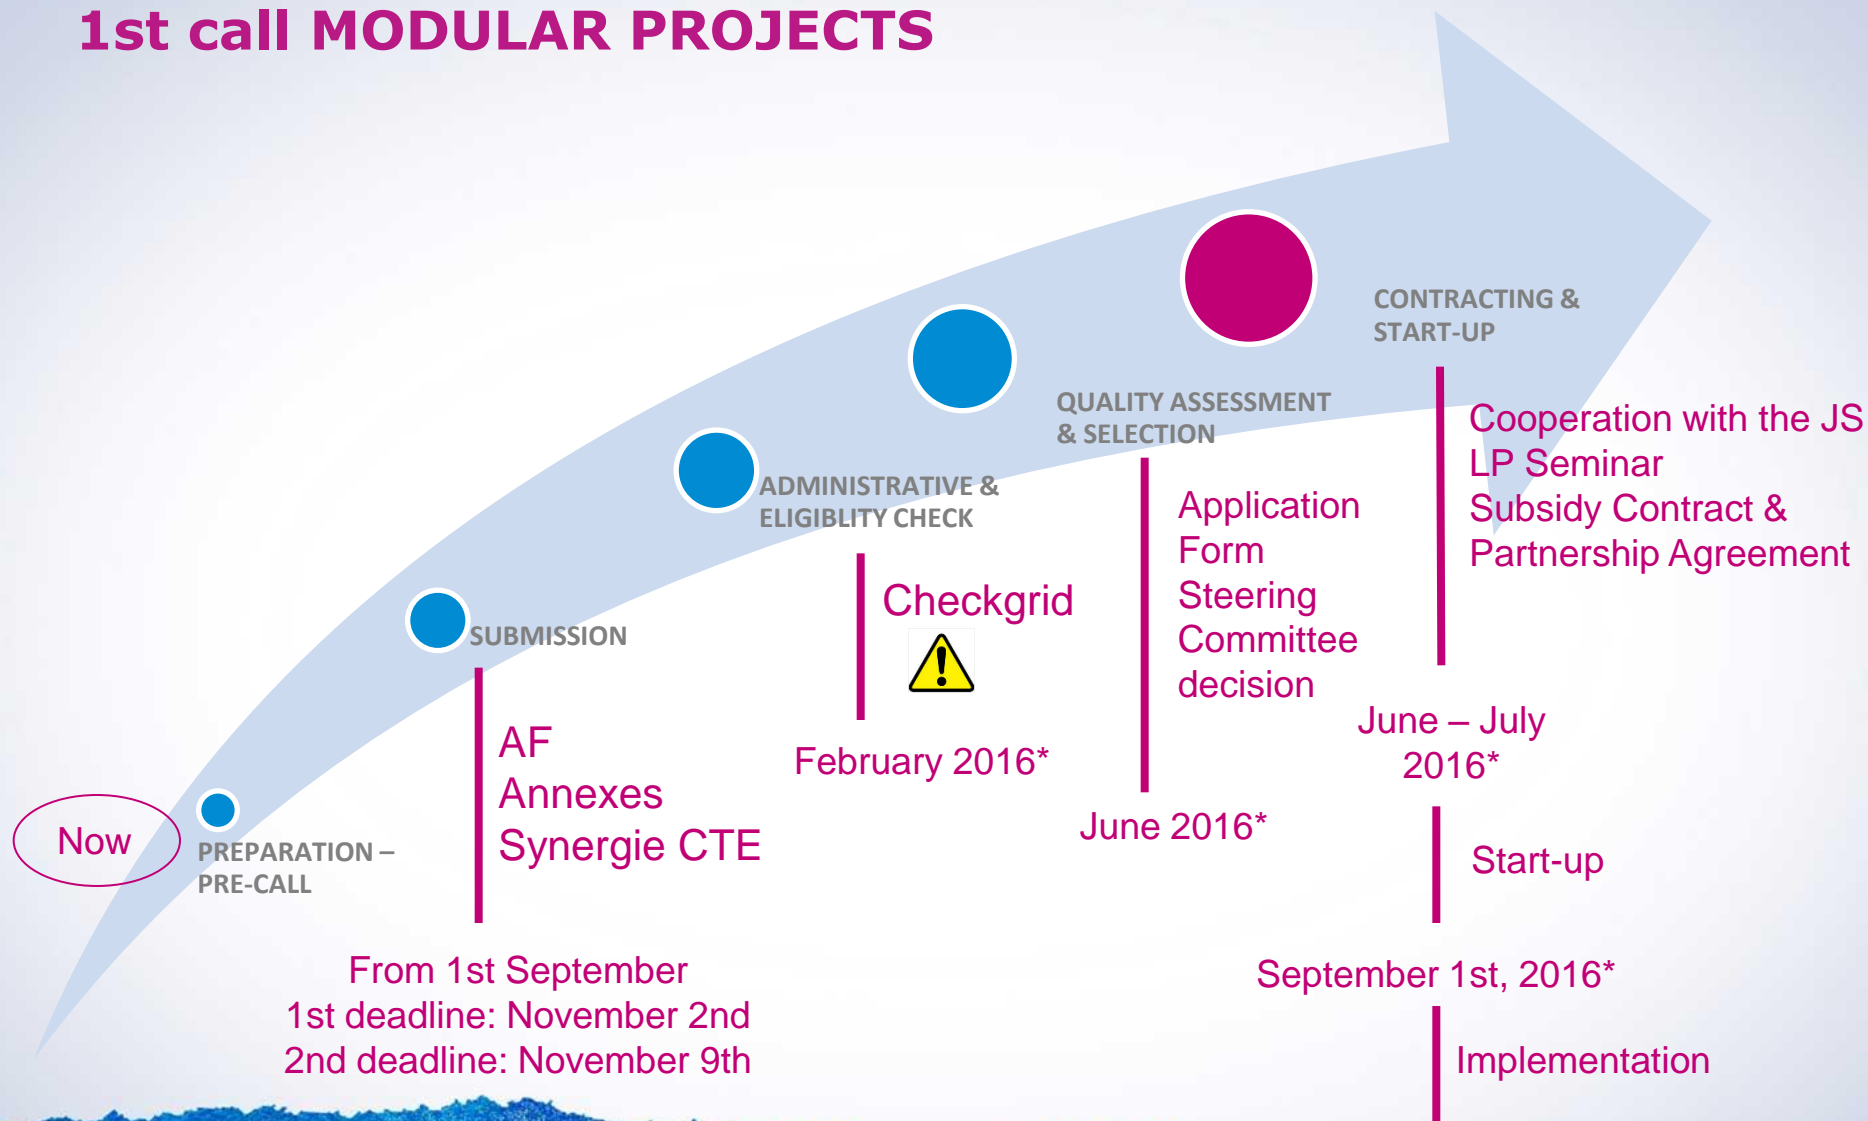 1st call MODULAR PROJECTS
Now
PREPARATION –
PRE-CALL
SUBMISSION
AF
Annexes
Synergie CTE
From 1st September
1st deadline: November 2nd
2nd deadline: November 9th
ADMINISTRATIVE &
ELIGIBLITY CHECK
Checkgrid
February 2016*
QUALITY ASSESSMENT
& SELECTION
Application
Form
Steering
Committee
decision
June 2016*
CONTRACTING &
START-UP
Cooperation with the JS
LP Seminar
Subsidy Contract &
Partnership Agreement
June – July
2016*
Start-up
September 1st, 2016*
Implementation